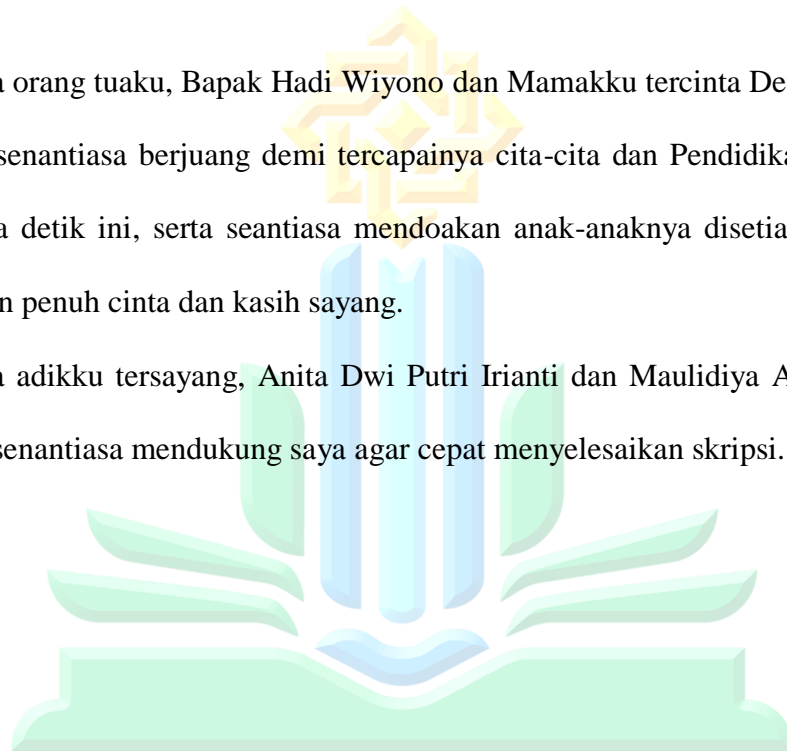 a orang tuaku, Bapak Hadi Wiyono dan Mamakku tercinta De
senantiasa berjuang demi tercapainya cita-cita dan Pendidika
a detik ini, serta seantiasa mendoakan anak-anaknya disetia
n penuh cinta dan kasih sayang.
a adikku tersayang, Anita Dwi Putri Irianti dan Maulidiya A
senantiasa mendukung saya agar cepat menyelesaikan skripsi.